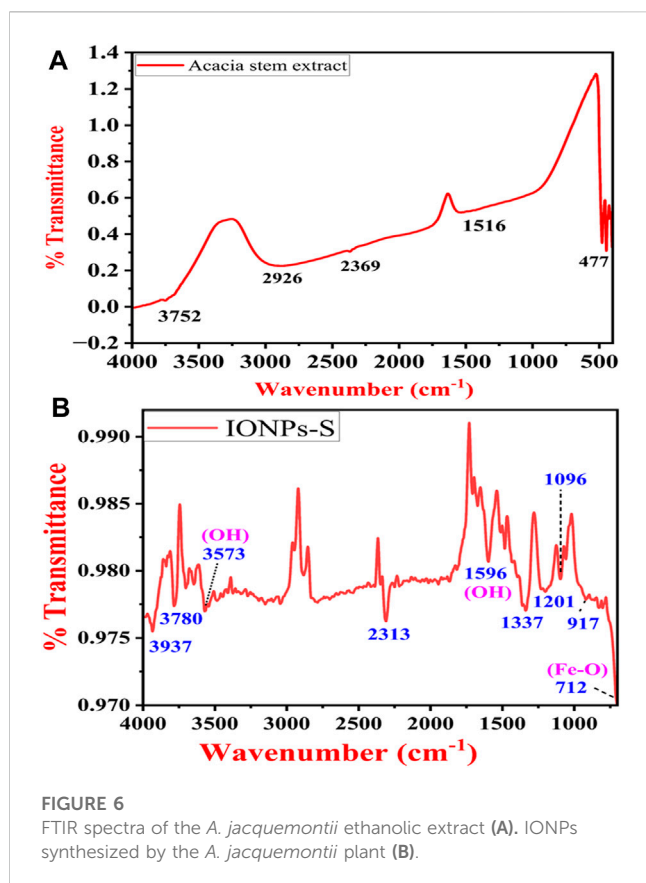 A
Acacia stem extract
% Transmittance
1.4
1.2
1.0
0.8
0.6
0.4
0.2
0.0
−0.2
3752
2926
2369
1516
477
4000 3500 3000 2500 2000 1500 1000 500
Wavenumber (cm⁻¹)
B
IONPs-S
% Transmittance
0.990
0.985
0.980
0.975
0.970
(OH)
3573
3780
3937
2313
1596
(OH)
1337
1201
1096
917
(Fe-O)
712
4000 3500 3000 2500 2000 1500 1000
Wavenumber (cm⁻¹)
FIGURE 6
FTIR spectra of the A. jacquemontii ethanolic extract (A). IONPs
synthesized by the A. jacquemontii plant (B).